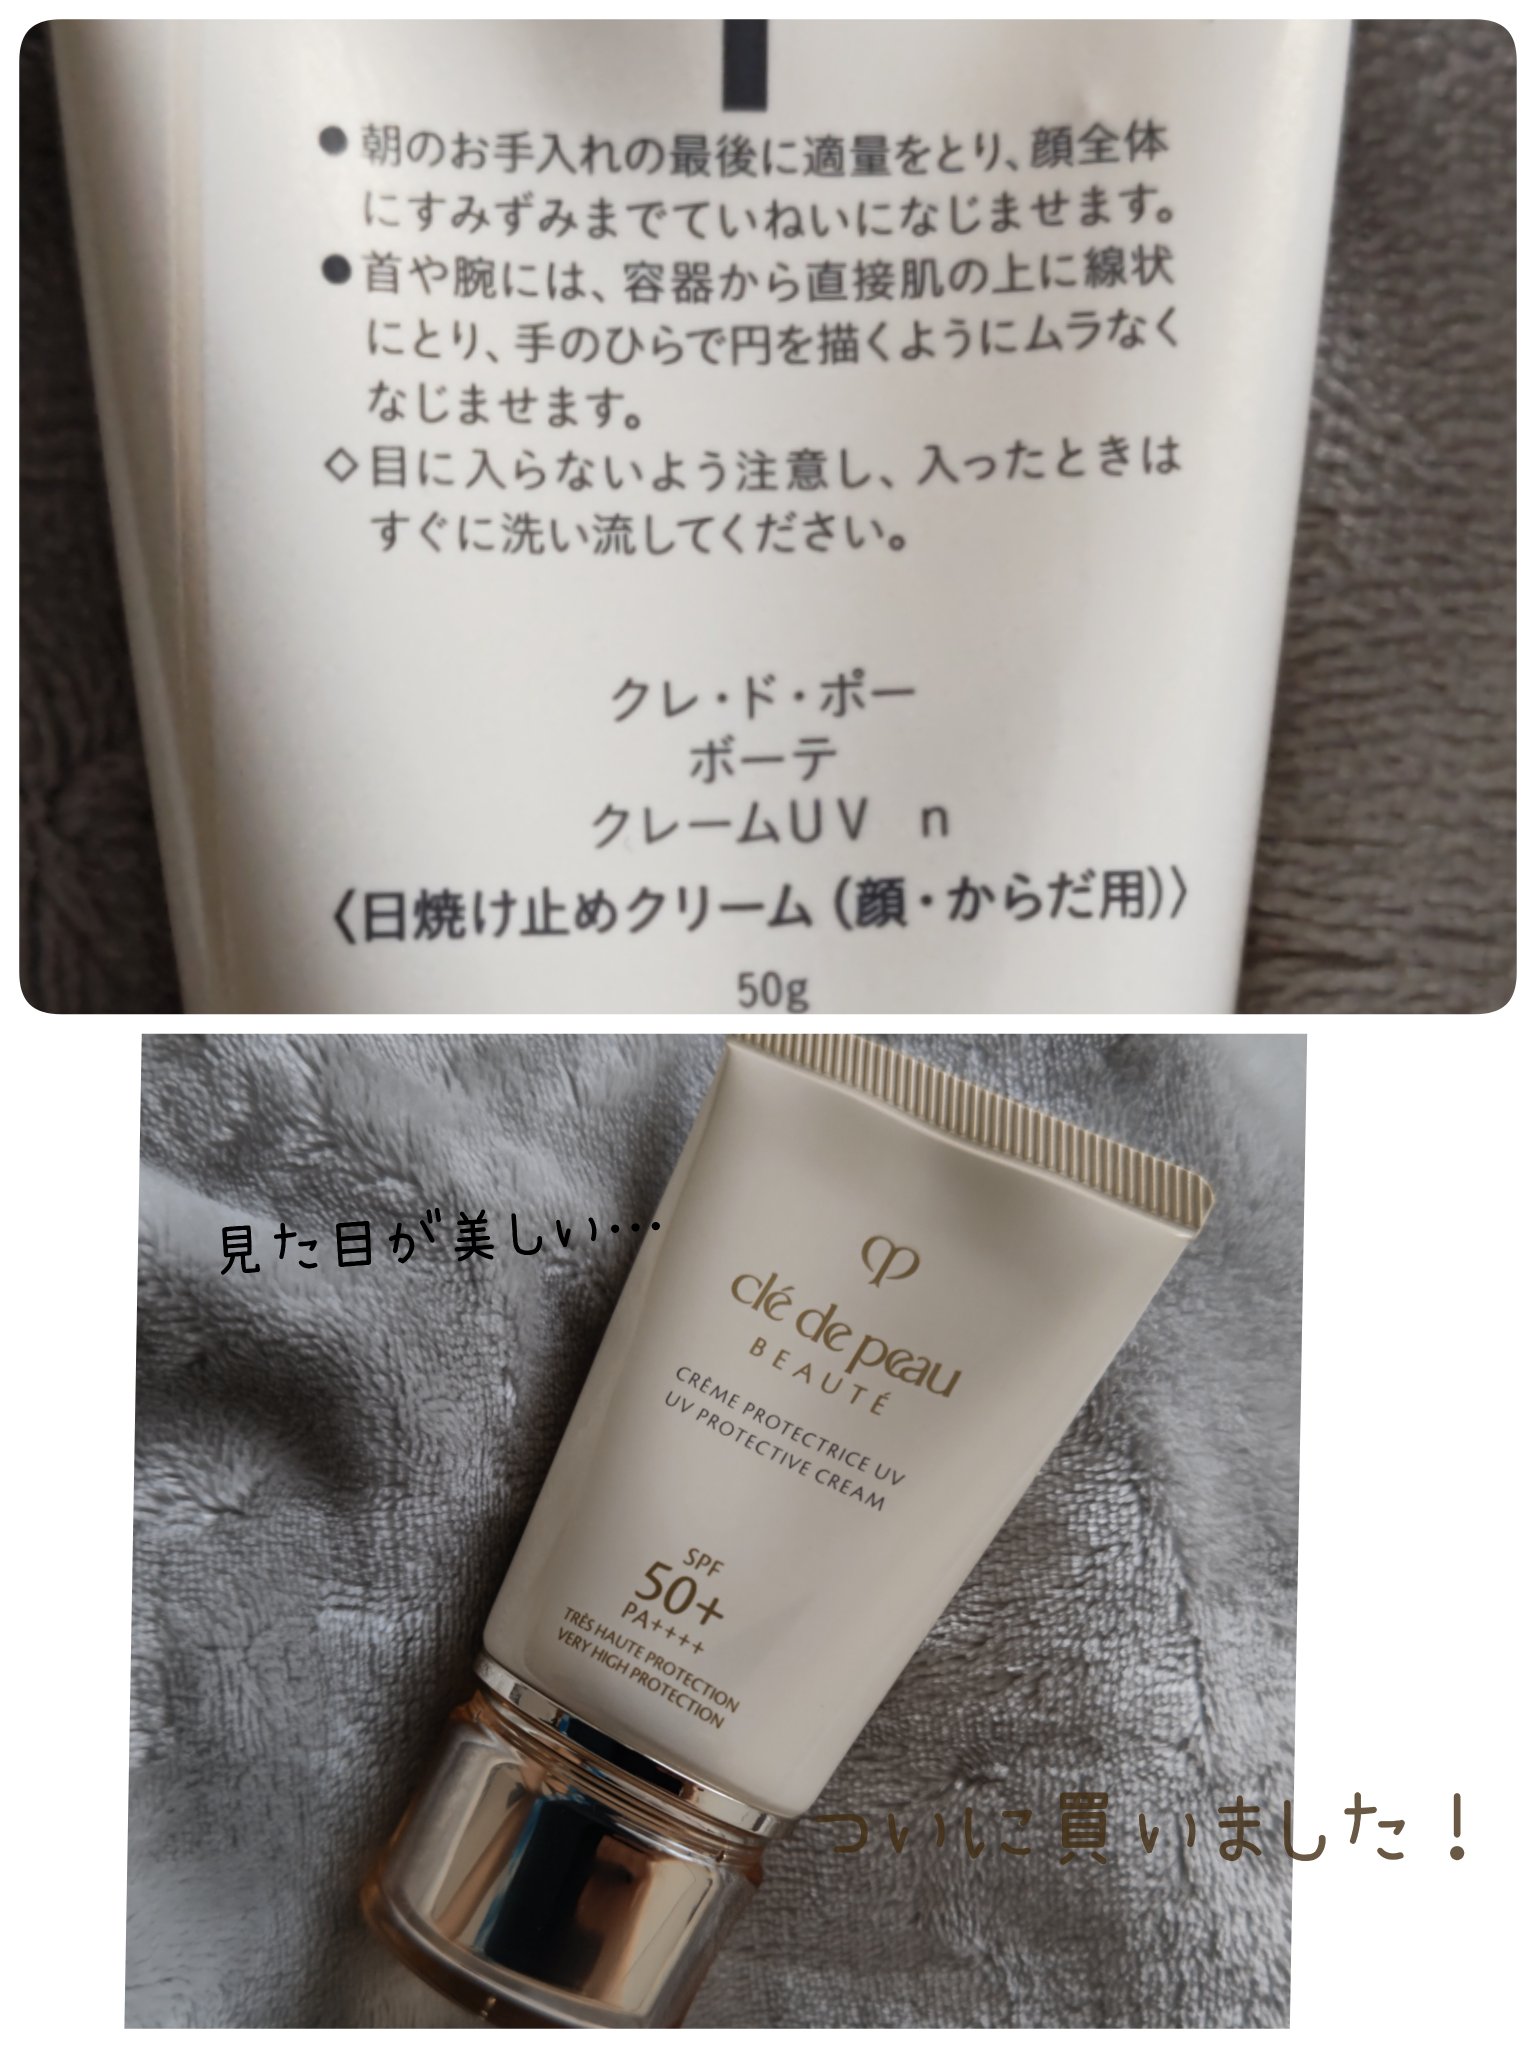 ●朝のお手入れの最後に適量をとり、顔全体
にすみずみまでていねいになじませます。
●首や腕には、容器から直接肌の上に線状
にとり、手のひらで円を描くようにムラなく
なじませます。
◇目に入らないよう注意し、入ったときは
すぐに洗い流してください。
クレ・ド・ポー
ボーテ
クレームUV n
〈日焼け止めクリーム(顔・からだ用)〉
50g
見た目が美しい…
clé de peau
BEAUTÉ
CRÈME PROTECTRICE UV
UV PROTECTIVE CREAM
SPF
50+
PA++++
TRÈS HAUTE PROTECTION
VERY HIGH PROTECTION
ついに買いました！